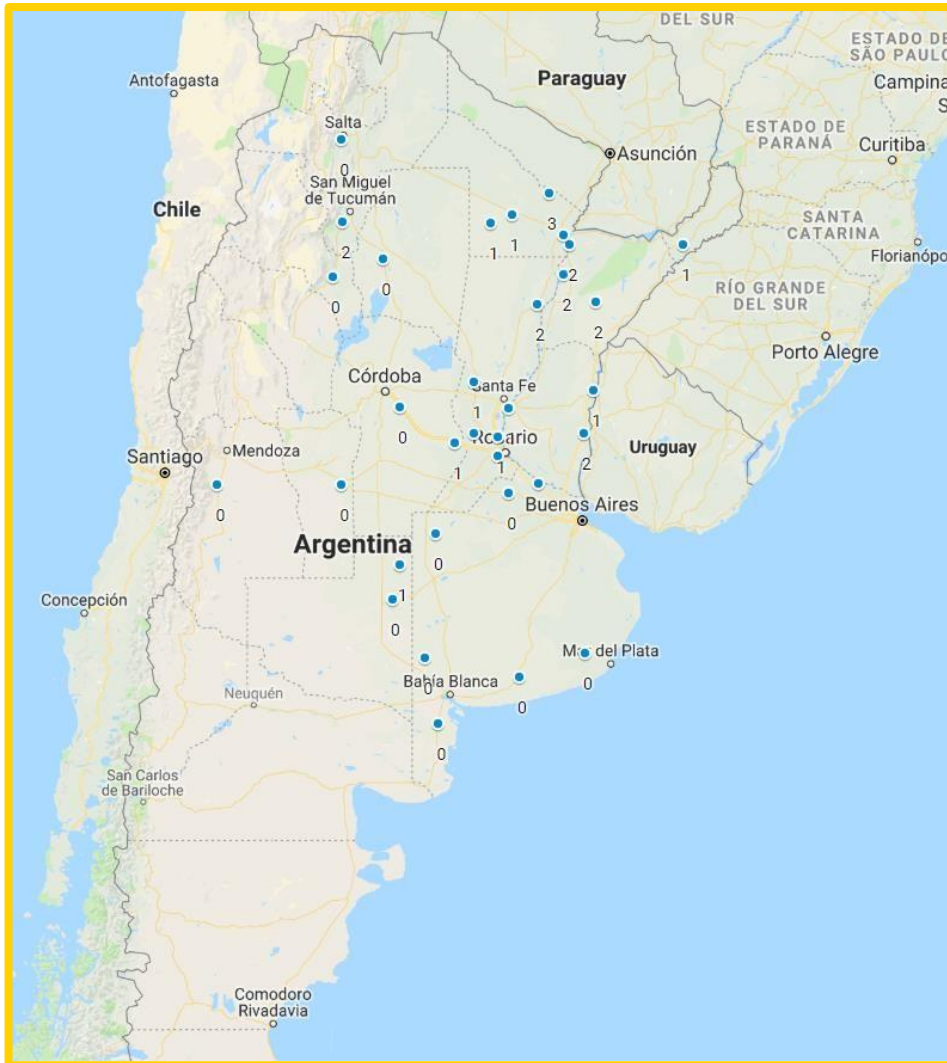 DEL SUR
ESTADO DE
SÃO PAULO
Antofagasta
Paraguay
Campina
S
Salta
0
ESTADO DE
PARANÁ
Asunción
Curitiba
San Miguel
de Tucumán
Chile
3
SANTA
CATARINA
2
1
1
1
Florianópo
0
2
RÍO GRANDE
DEL SUR
0
2
2
2
Porto Alegre
Córdoba
Santa Fe
1
1
0
Rosario
Mendoza
Uruguay
Santiago
1
1
2
0
0
0
Buenos Aires
Argentina
0
1
Concepción
0
Mar del Plata
0
Bahía Blanca
0
Neuquén
0
0
San Carlos
de Bariloche
Comodoro
Rivadavia